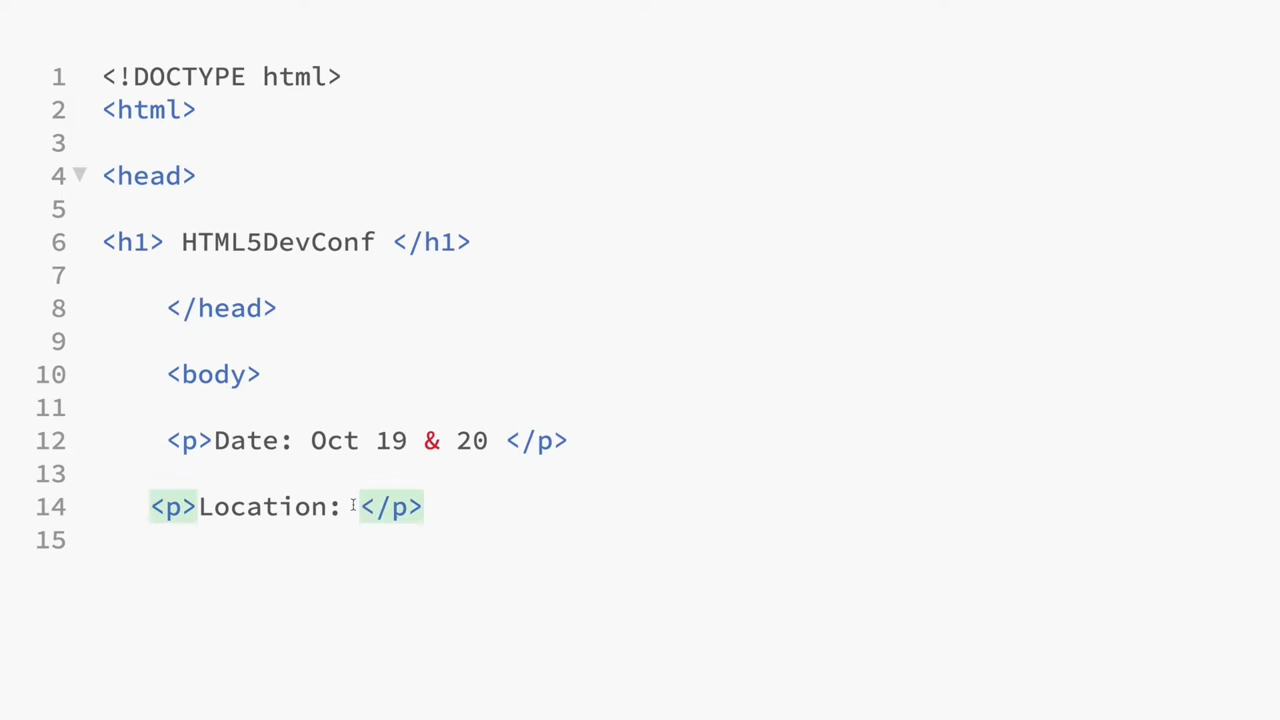 1 <!DOCTYPE html>
2 <html>
3
4 <head>
5
6 <h1> HTML5DevConf </h1>
7
8 </head>
9
10 <body>
11
12 <p>Date: Oct 19 & 20 </p>
13
14 <p>Location: </p>
15